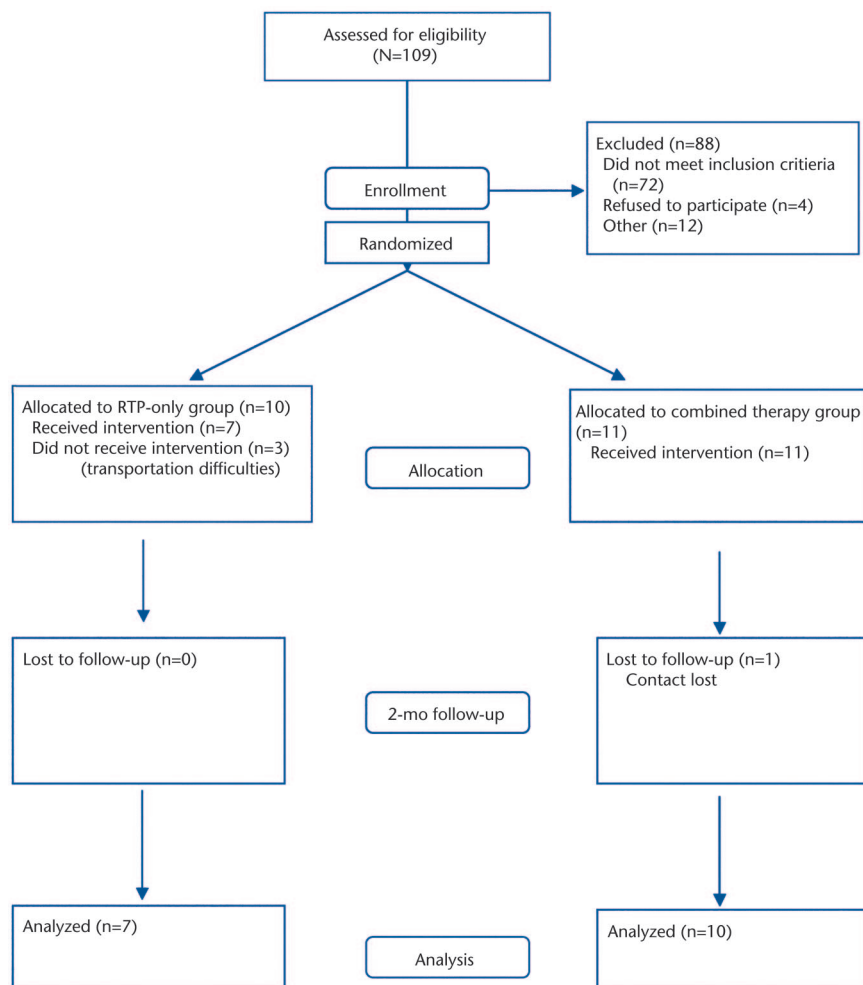 Assessed for eligibility
(N=109)
Excluded (n=88)
Did not meet inclusion critieria
(n=72)
Refused to participate (n=4)
Other (n=12)
Enrollment
Randomized
Allocated to RTP-only group (n=10)
Received intervention (n=7)
Did not receive intervention (n=3)
(transportation difficulties)
Allocation
Allocated to combined therapy group
(n=11)
Received intervention (n=11)
Lost to follow-up (n=0)
2-mo follow-up
Lost to follow-up (n=1)
Contact lost
Analyzed (n=7)
Analysis
Analyzed (n=10)